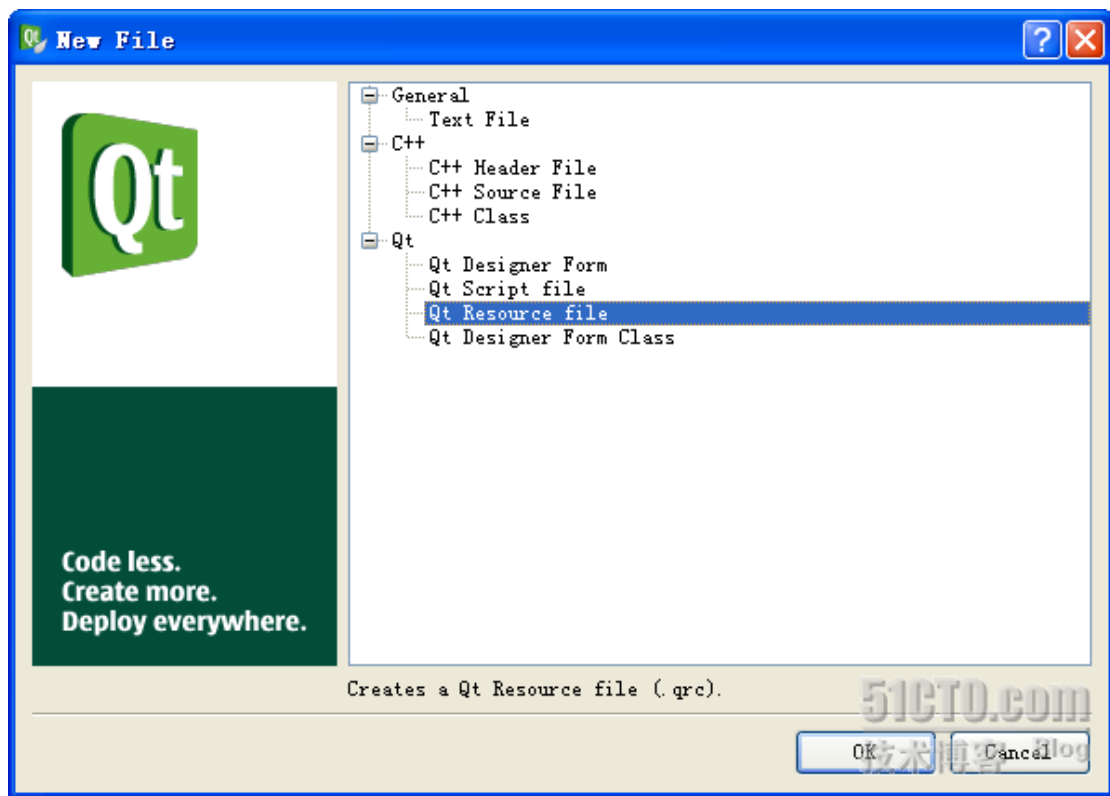 Qt New File
Qt
General
Text File
C++
C++ Header File
C++ Source File
C++ Class
Qt
Qt Designer Form
Qt Script file
Qt Resource file
Qt Designer Form Class
Code less.
Create more.
Deploy everywhere.
Creates a Qt Resource file (.qrc).
51CTO.com
技术博客 Blog
OK Cancel